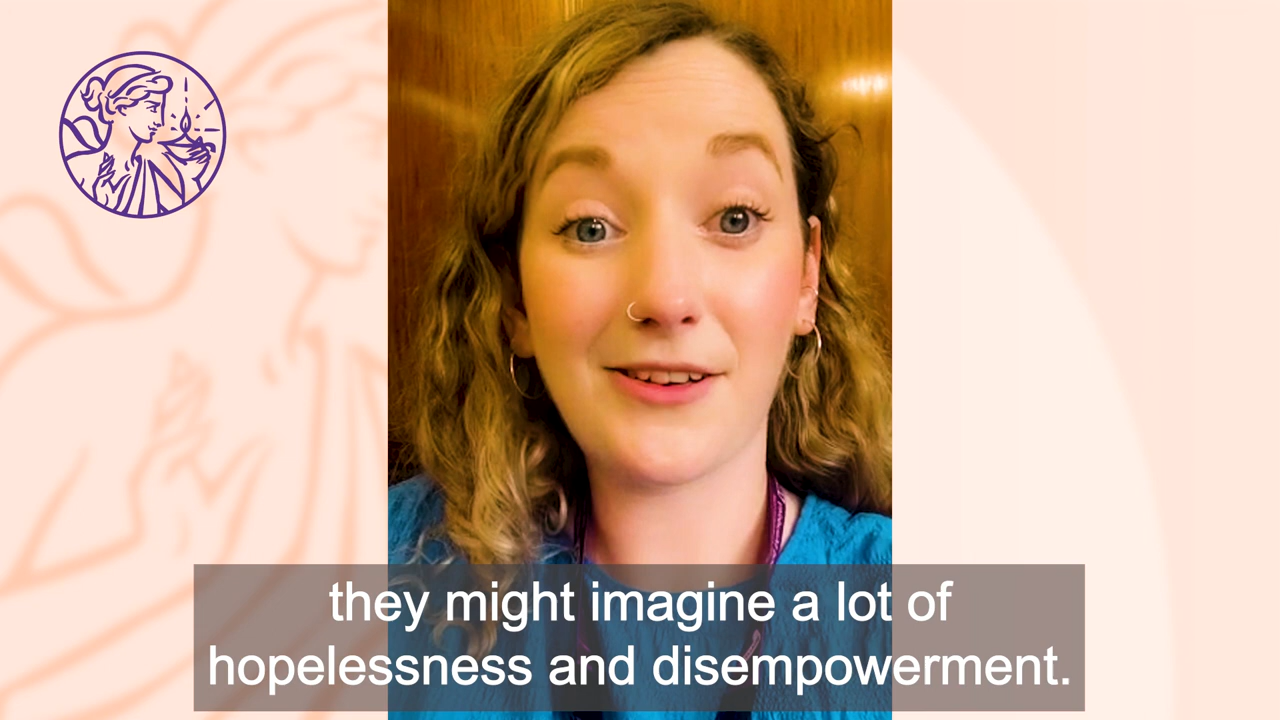 they might imagine a lot of
hopelessness and disempowerment.